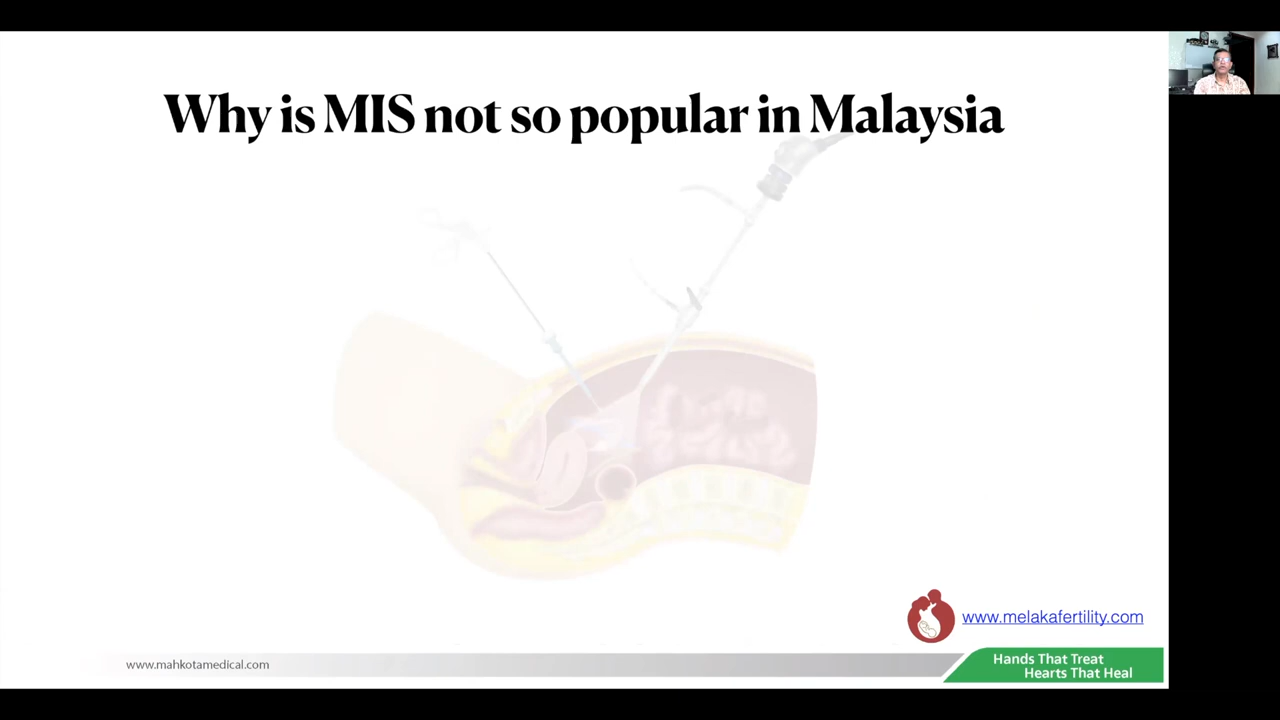 Why is MIS not so popular in Malaysia
www.melakafertility.com
www.mahkotamedical.com
Hands That Treat
Hearts That Heal